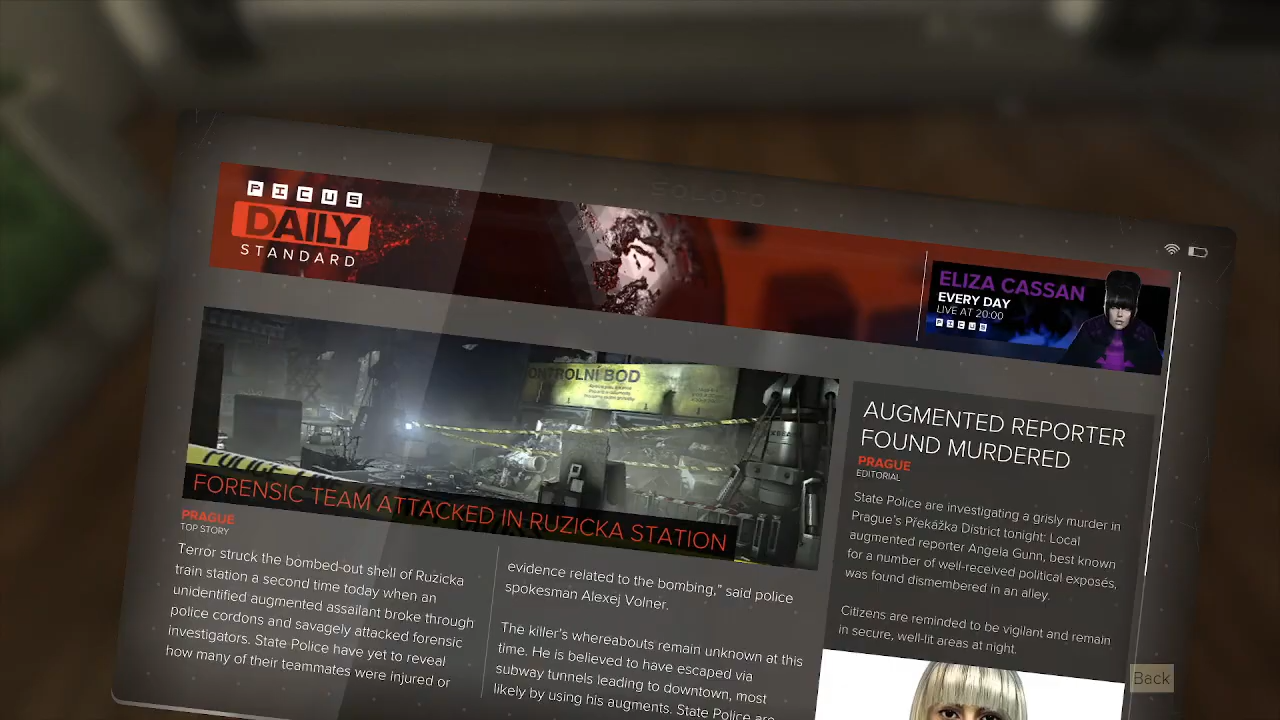 PICUS
DAILY
STANDARD
ELIZA CASSAN
EVERY DAY
LIVE AT 20:00
PICUS
ONTROLNÍ BOD
POLICE
FORENSIC TEAM ATTACKED IN RUZICKA STATION
PRAGUE
TOP STORY
Terror struck the bombed-out shell of Ruzicka
train station a second time today when an
unidentified augmented assailant broke through
police cordons and savagely attacked forensic
investigators. State Police have yet to reveal
how many of their teammates were injured or
evidence related to the bombing,” said police
spokesman Alexej Volner.
The killer's whereabouts remain unknown at this
time. He is believed to have escaped via
subway tunnels leading to downtown, most
likely by using his augments. State Police are
AUGMENTED REPORTER
FOUND MURDERED
PRAGUE
EDITORIAL
State Police are investigating a grisly murder in
Prague's Překážka District tonight: Local
augmented reporter Angela Gunn, best known
for a number of well-received political exposés,
was found dismembered in an alley.
Citizens are reminded to be vigilant and remain
in secure, well-lit areas at night.
Back